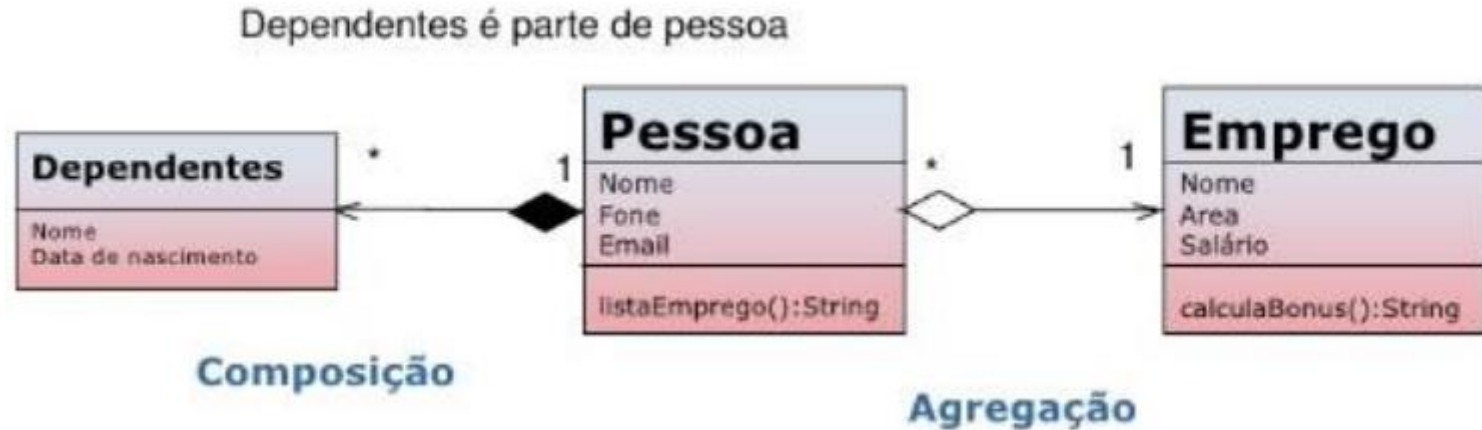 Dependentes é parte de pessoa
Dependentes
Nome
Data de nascimento
*
1
Pessoa
Nome
Fone
Email
listaEmprego():String
*
1
Emprego
Nome
Area
Salário
calculaBonus():String
Composição
Agregação